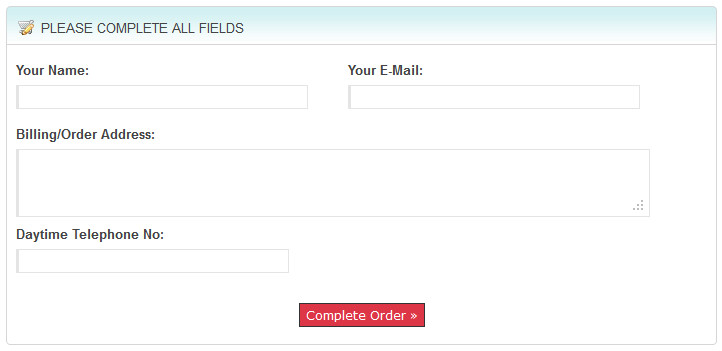 PLEASE COMPLETE ALL FIELDS
Your Name: Your E-Mail:
Billing/Order Address:
Daytime Telephone No:
Complete Order »